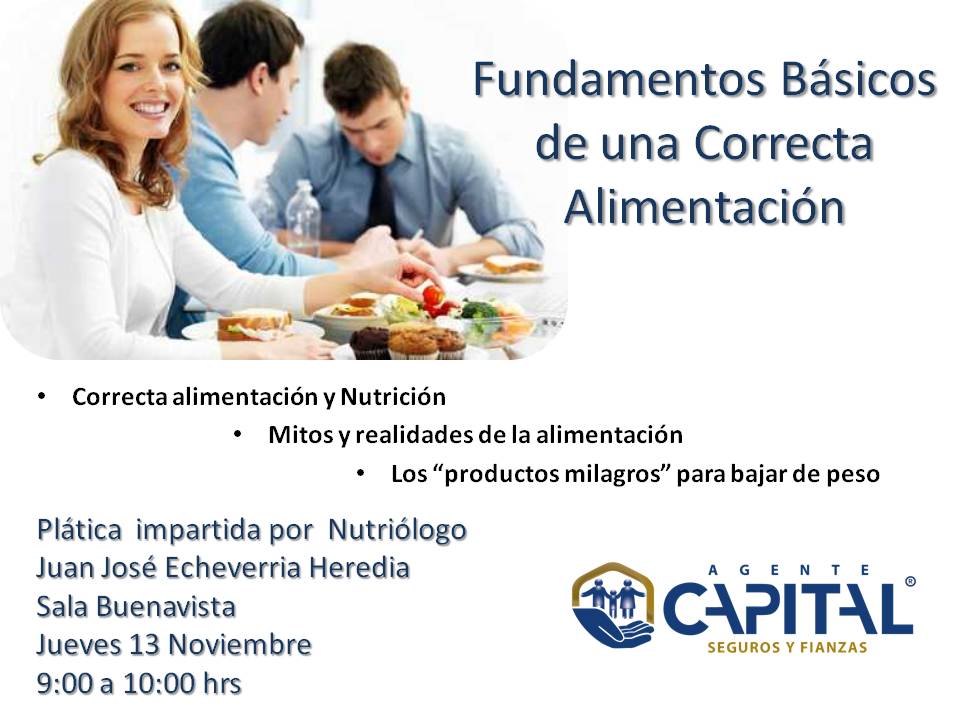 Fundamentos Básicos
de una Correcta
Alimentación
• Correcta alimentación y Nutrición
• Mitos y realidades de la alimentación
• Los “productos milagros” para bajar de peso
Plática impartida por Nutriólogo
Juan José Echeverria Heredia
Sala Buenavista
Jueves 13 Noviembre
9:00 a 10:00 hrs
AGENTE
CAPITAL®
SEGUROS Y FIANZAS